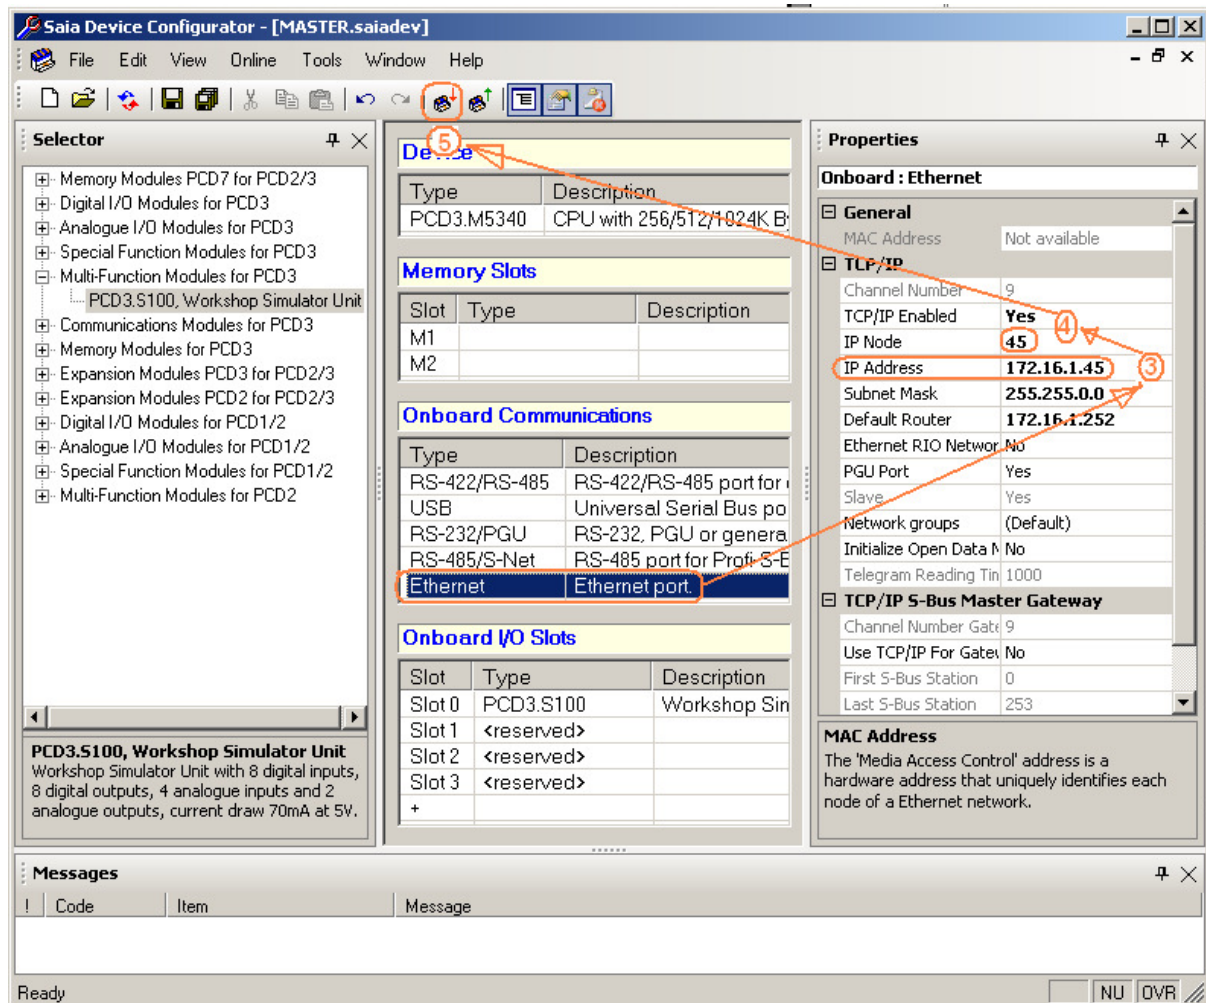 Saia Device Configurator - [MASTER.saiadev]
File Edit View Online Tools Window Help
Selector
Memory Modules PCD7 for PCD2/3
Digital I/O Modules for PCD3
Analogue I/O Modules for PCD3
Special Function Modules for PCD3
Multi-Function Modules for PCD3
PCD3.S100, Workshop Simulator Unit
Communications Modules for PCD3
Memory Modules for PCD3
Expansion Modules PCD3 for PCD2/3
Expansion Modules PCD2 for PCD2/3
Digital I/O Modules for PCD1/2
Analogue I/O Modules for PCD1/2
Special Function Modules for PCD1/2
Multi-Function Modules for PCD2
PCD3.S100, Workshop Simulator Unit
Workshop Simulator Unit with 8 digital inputs,
8 digital outputs, 4 analogue inputs and 2
analogue outputs, current draw 70mA at 5V.
5
Device
Type Description
PCD3.M5340 CPU with 256/512/1024K By
Memory Slots
Slot Type Description
M1
M2
Onboard Communications
Type Description
RS-422/RS-485 RS-422/RS-485 port for
USB Universal Serial Bus po
RS-232/PGU RS-232, PGU or genera
RS-485/S-Net RS-485 port for Profi-S-B
Ethernet Ethernet port.
Onboard I/O Slots
Slot Type Description
Slot 0 PCD3.S100 Workshop Sin
Slot 1 <reserved>
Slot 2 <reserved>
Slot 3 <reserved>
+
Properties
Onboard : Ethernet
General
MAC Address Not available
TCP/IP
Channel Number 9
TCP/IP Enabled Yes
4
IP Node 45
IP Address 172.16.1.45
3
Subnet Mask 255.255.0.0
Default Router 172.16.1.252
Ethernet RIO Networ No
PGU Port Yes
Slave Yes
Network groups (Default)
Initialize Open Data M No
Telegram Reading Tin 1000
TCP/IP S-Bus Master Gateway
Channel Number Gate 9
Use TCP/IP For Gatew No
First S-Bus Station 0
Last S-Bus Station 253
MAC Address
The 'Media Access Control' address is a
hardware address that uniquely identifies each
node of a Ethernet network.
Messages
! Code Item Message
Ready NU OVR